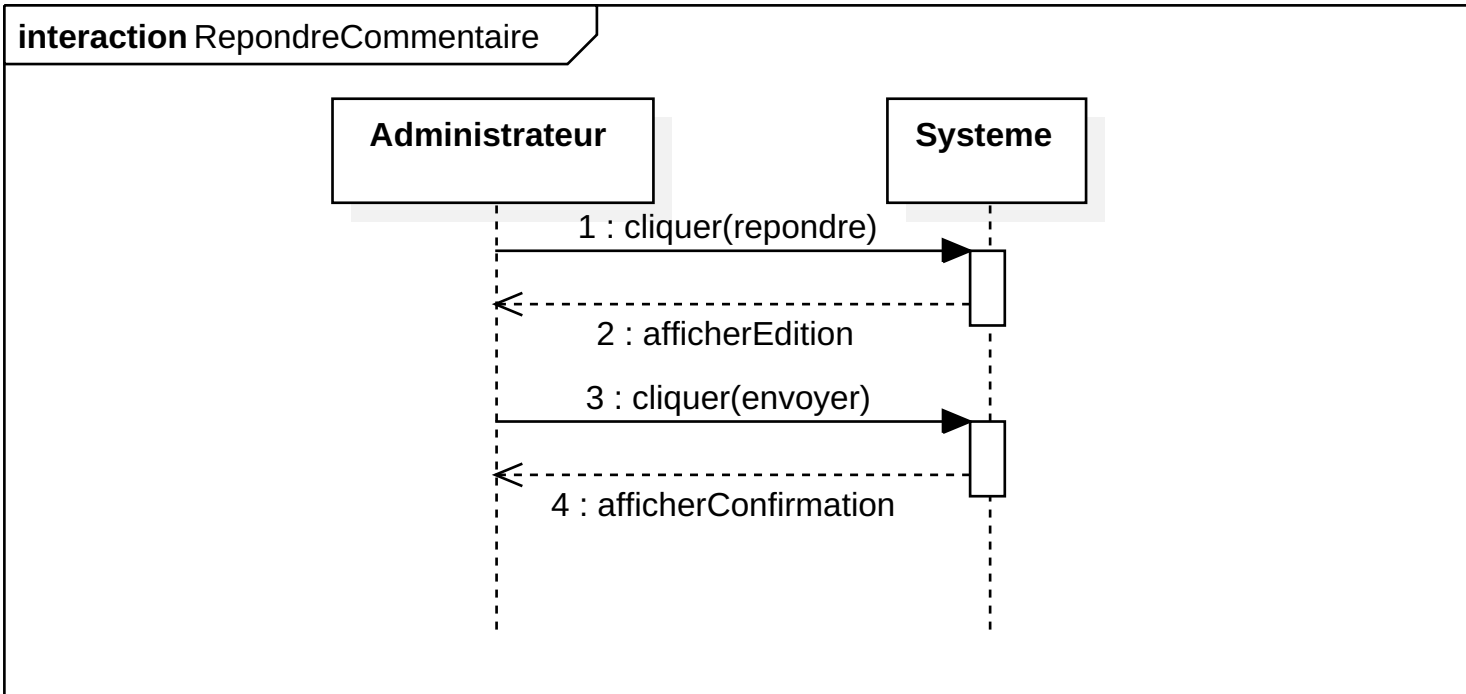 interaction RepondreCommentaire
Administrateur
Systeme
1 : cliquer(repondre)
2 : afficherEdition
3 : cliquer(envoyer)
4 : afficherConfirmation